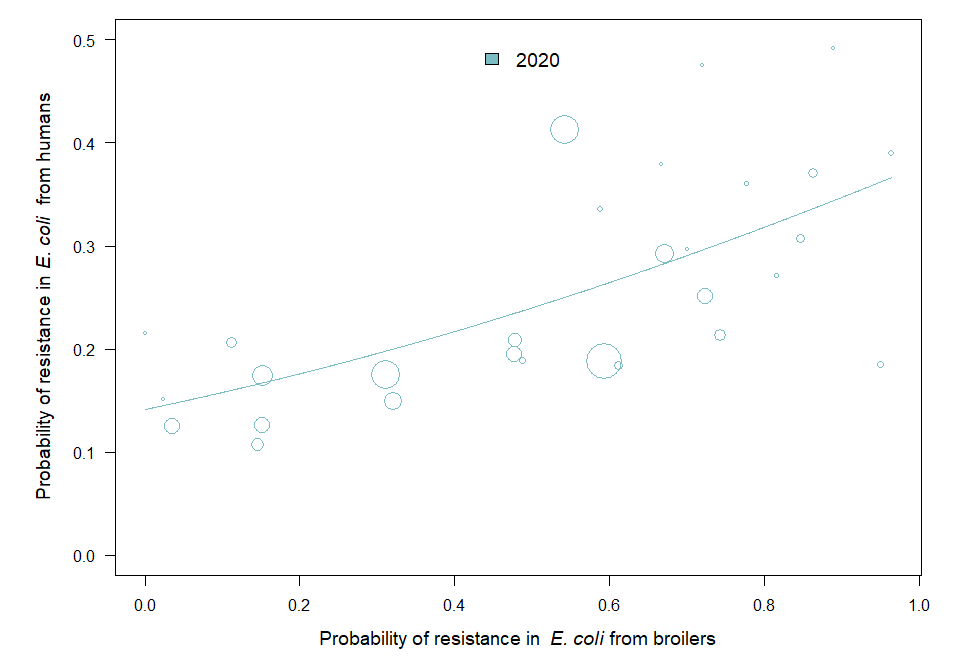 2020
Probability of resistance in E. coli from humans
0.5
0.4
0.3
0.2
0.1
0.0
0.0 0.2 0.4 0.6 0.8 1.0
Probability of resistance in E. coli from broilers